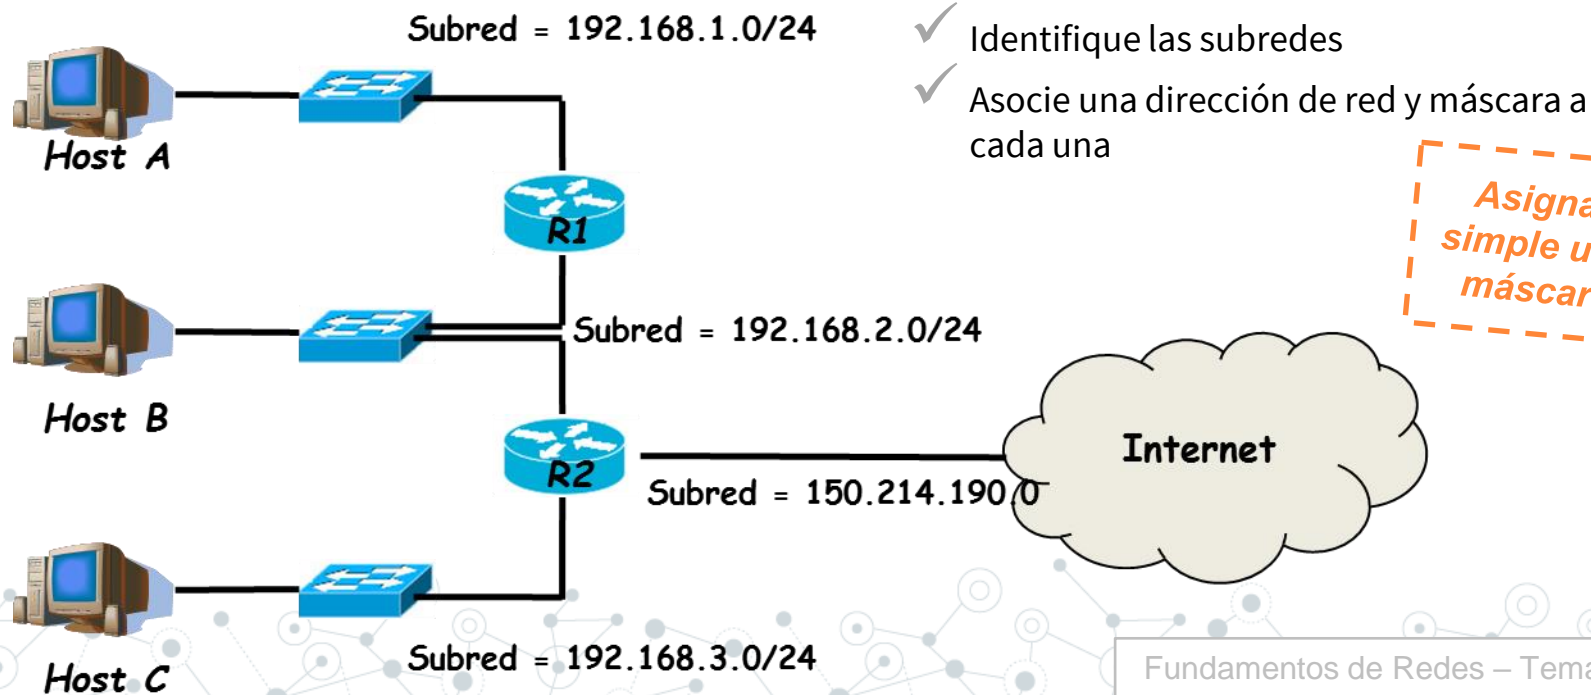 Subred = 192.168.1.0/24
Identifique las subredes
Asocie una dirección de red y máscara a
cada una
Host A
R1
simple
máscar
Subred = 192.168.2.0/24
Host B
Internet
R2
Subred = 150.214.190.0
Host C
Subred = 192.168.3.0/24
Fundamentos de Redes – Tema